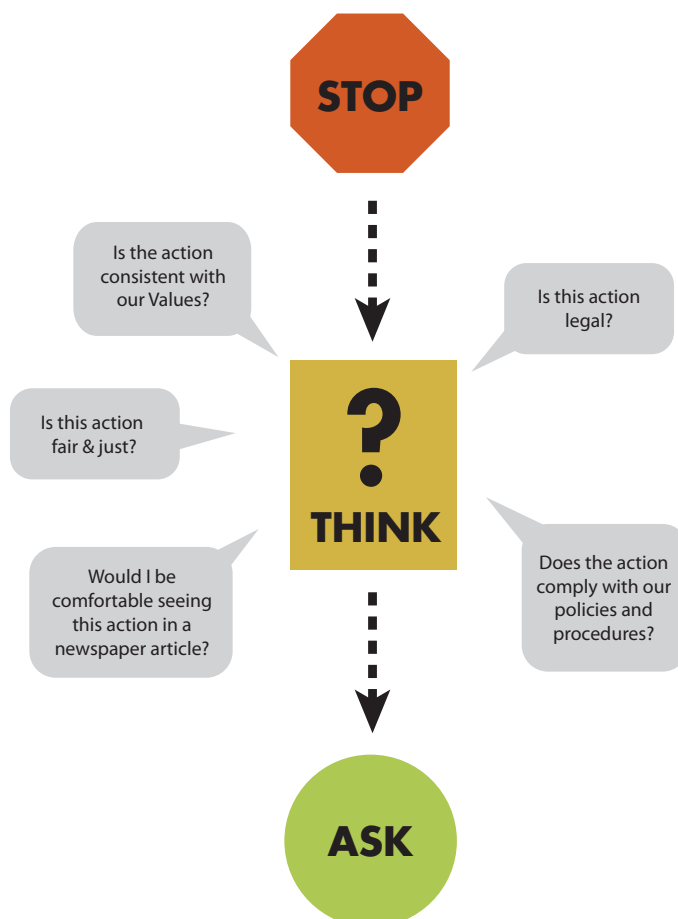 STOP
Is the action
consistent with
our Values?
Is this action
legal?
Is this action
fair & just?
?
THINK
Would I be
comfortable seeing
this action in a
newspaper article?
Does the action
comply with our
policies and
procedures?
ASK